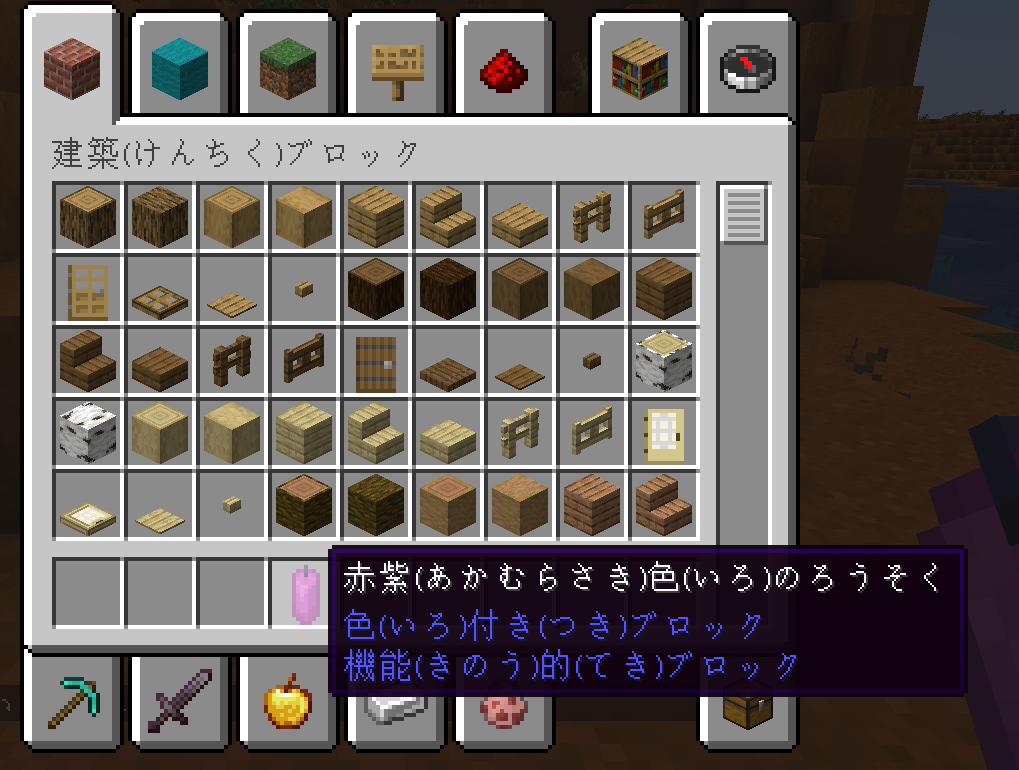 建築(けんちく)ブロック
赤紫(あかむらさき)色(いろ)のろうそく
色(いろ)付き(つき)ブロック
機能(きのう)的(てき)ブロック